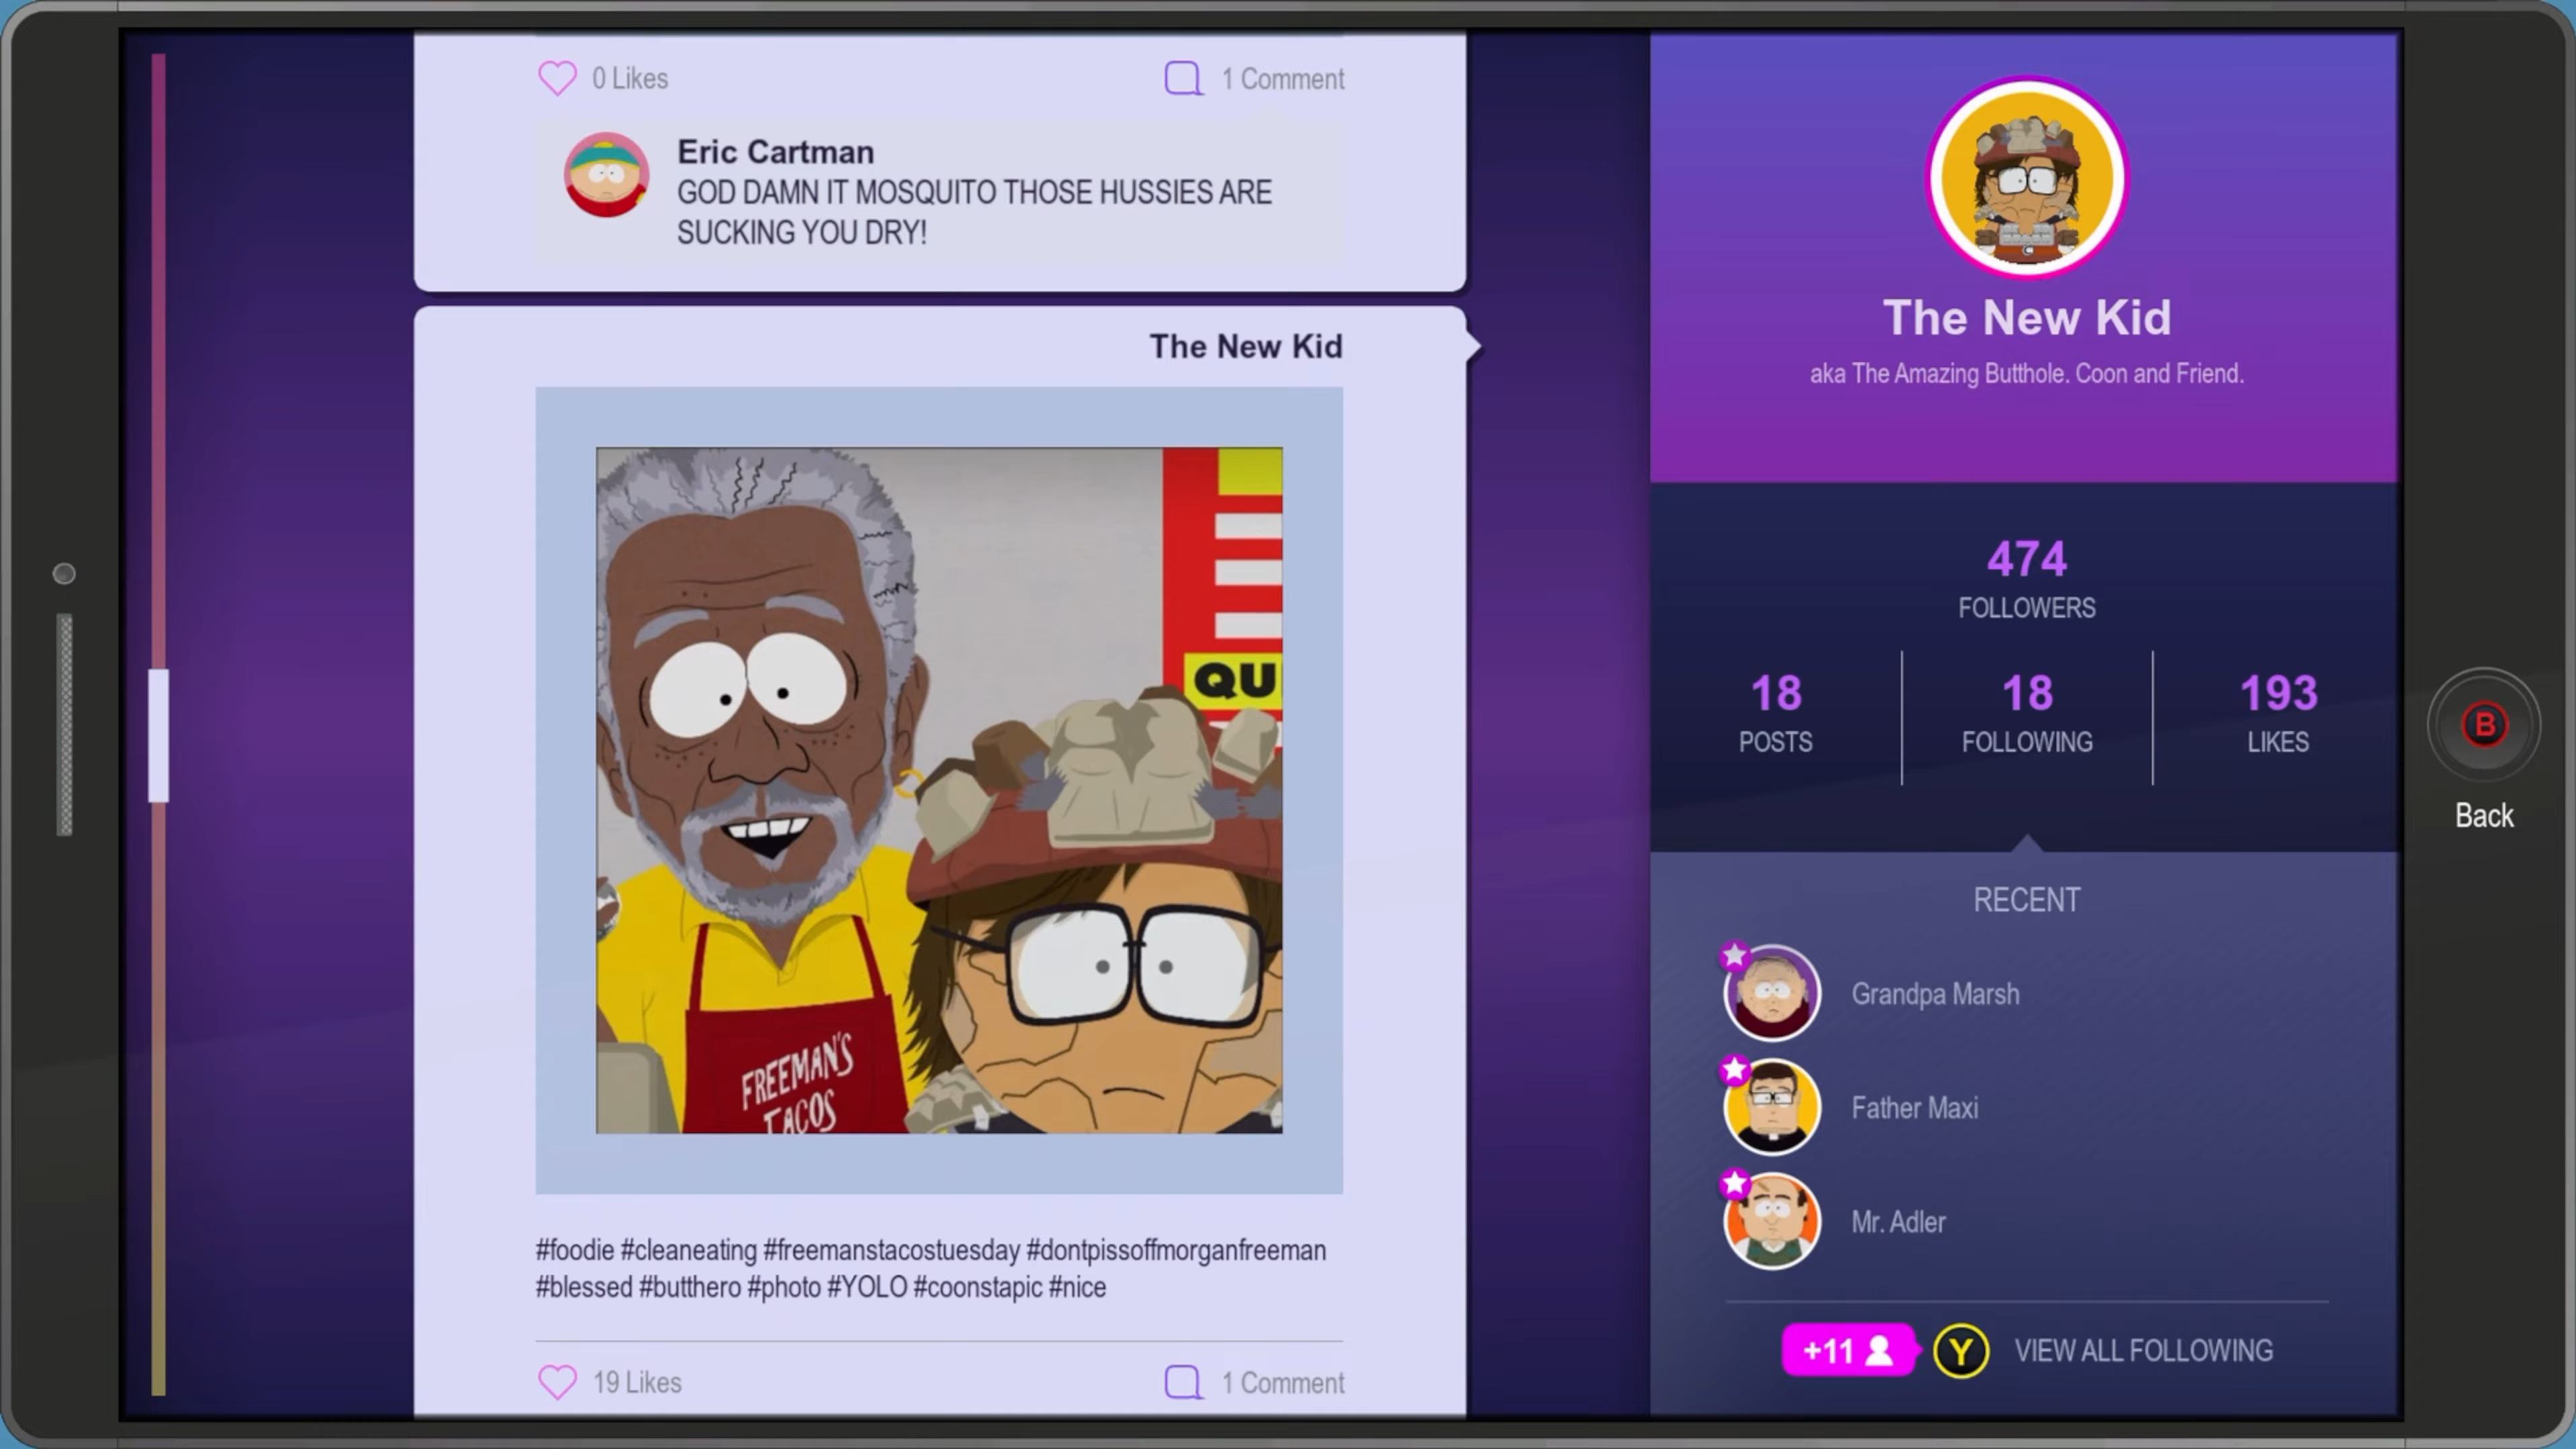 0 Likes
1 Comment
Eric Cartman
GOD DAMN IT MOSQUITO THOSE HUSSIES ARE
SUCKING YOU DRY!
The New Kid
QU
FREEMAN'S
TACOS
#foodie #cleaneating #freemanstacostuesday #dontpissoffmorganfreeman
#blessed #butthero #photo #YOLO #coonstapic #nice
19 Likes
1 Comment
The New Kid
aka The Amazing Butthole. Coon and Friend.
474
FOLLOWERS
18
POSTS
18
FOLLOWING
193
LIKES
RECENT
Grandpa Marsh
Father Maxi
Mr. Adler
+11
Y
VIEW ALL FOLLOWING
B
Back